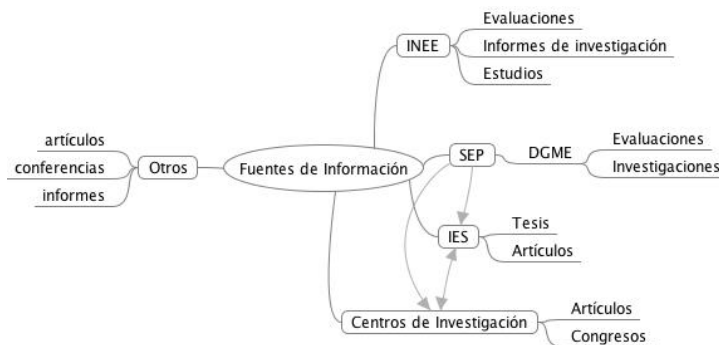 Evaluaciones
INEE
Informes de investigación
Estudios
artículos
Otros
conferencias
informes
Fuentes de Información
SEP
DGME
Evaluaciones
Investigaciones
IES
Tesis
Artículos
Centros de Investigación
Artículos
Congresos